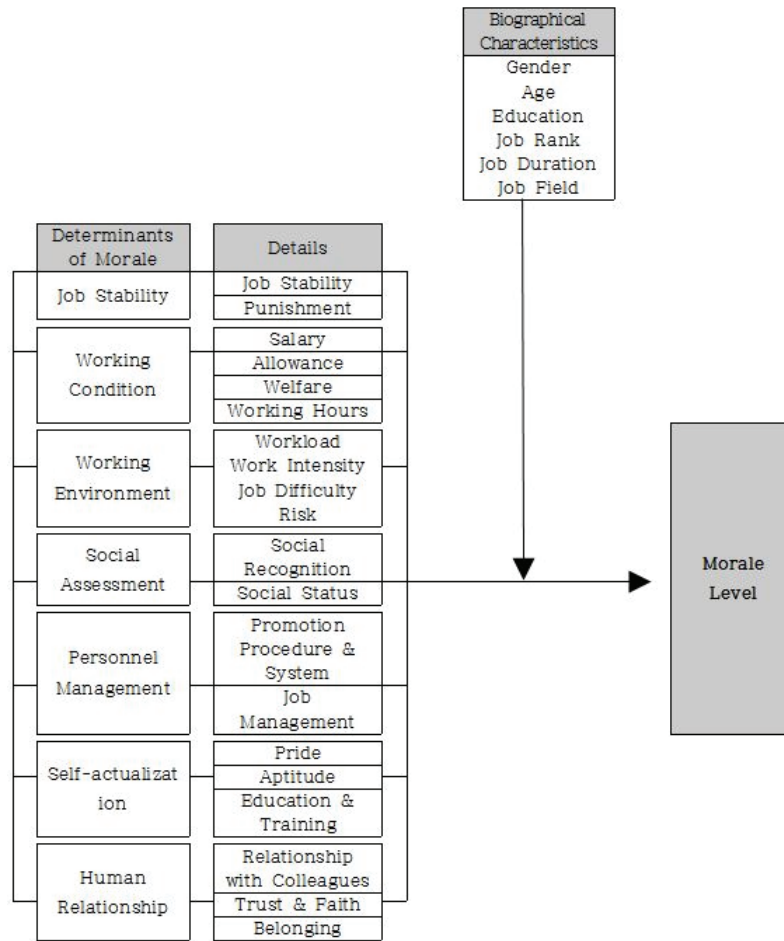 Biographical
Characteristics
Gender
Age
Education
Job Rank
Job Duration
Job Field
Determinants
of Morale
Details
Job Stability
Job Stability
Punishment
Working
Condition
Salary
Allowance
Welfare
Working Hours
Working
Environment
Workload
Work Intensity
Job Difficulty
Risk
Social
Assessment
Social
Recognition
Social Status
Personnel
Management
Promotion
Procedure &
System
Job
Management
Self-actualizat
ion
Pride
Aptitude
Education &
Training
Human
Relationship
Relationship
with Colleagues
Trust & Faith
Belonging
Morale
Level